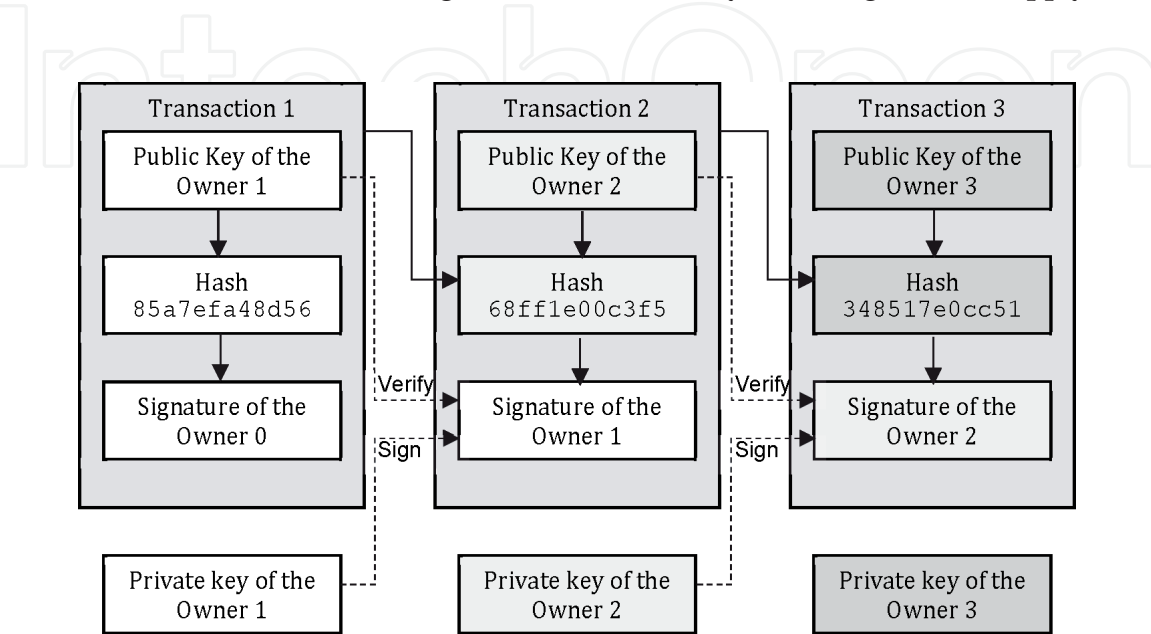 Transaction 1
Public Key of the
Owner 1
Hash
85a7efa48d56
Signature of the
Owner 0
Transaction 2
Public Key of the
Owner 2
Hash
68ff1e00c3f5
Signature of the
Owner 1
Transaction 3
Public Key of the
Owner 3
Hash
348517e0cc51
Signature of the
Owner 2
Verify
Sign
Verify
Sign
Private key of the
Owner 1
Private key of the
Owner 2
Private key of the
Owner 3